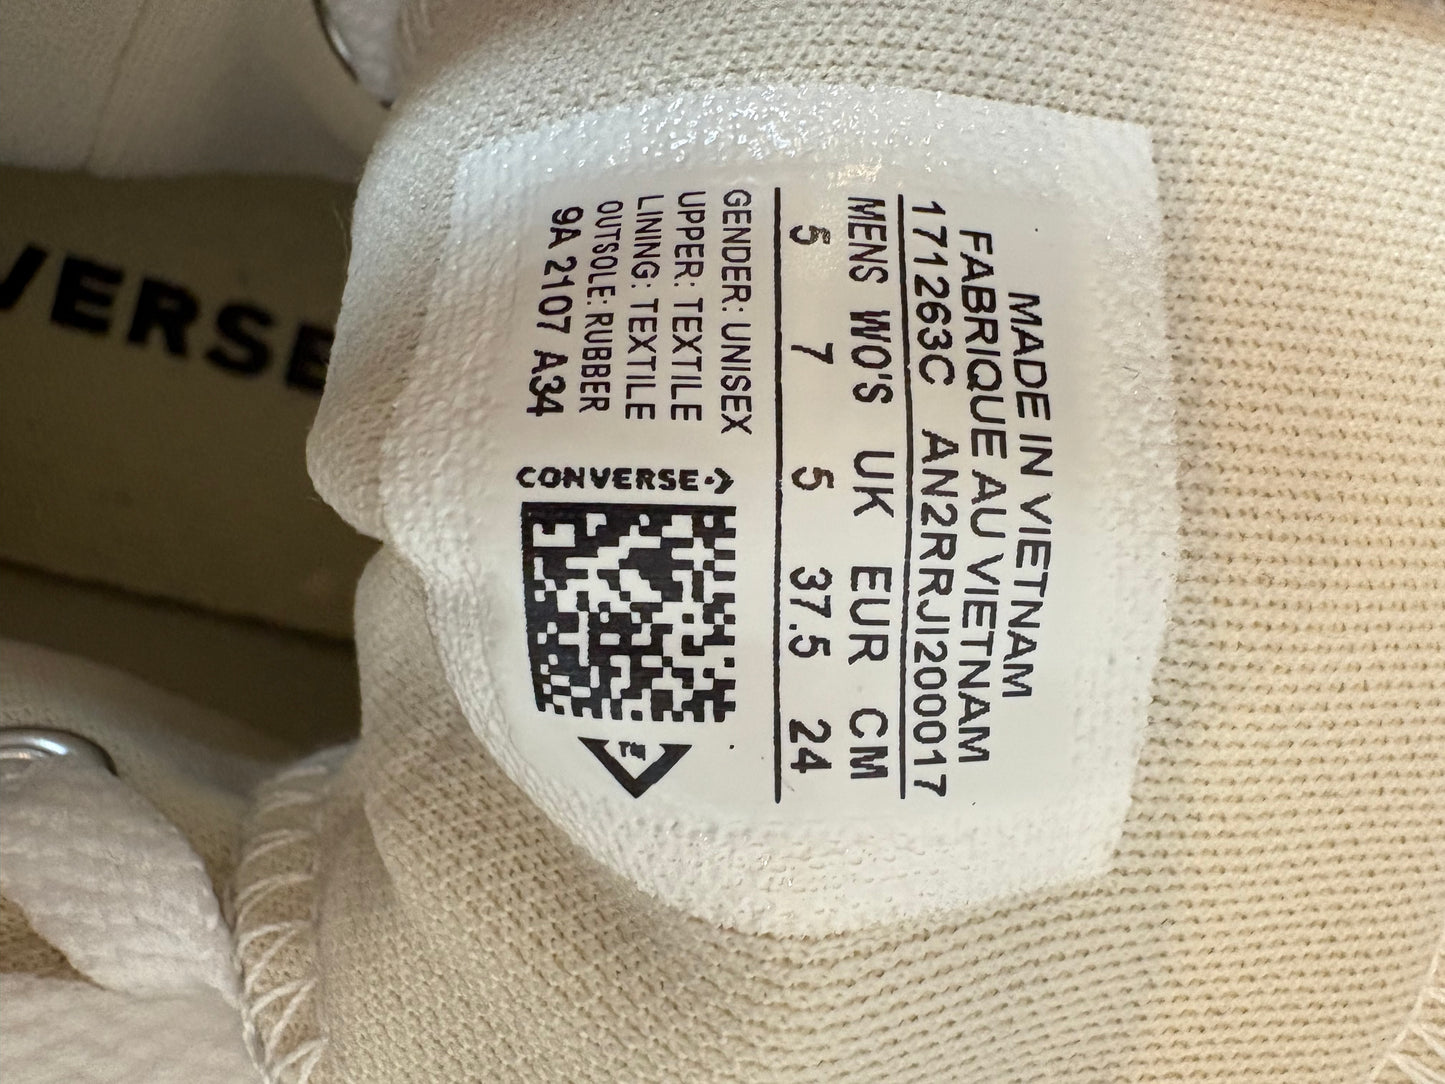 MADE IN VIETNAM
FABRIQUE AU VIETNAM
171263C AN2RRJI200017
MENS WO'S UK EUR CM
5 7 5 37.5 24
GENDER: UNISEX
UPPER: TEXTILE
LINING: TEXTILE
OUTSOLE: RUBBER
9A 2107 A34
CONVERSE
VERSE